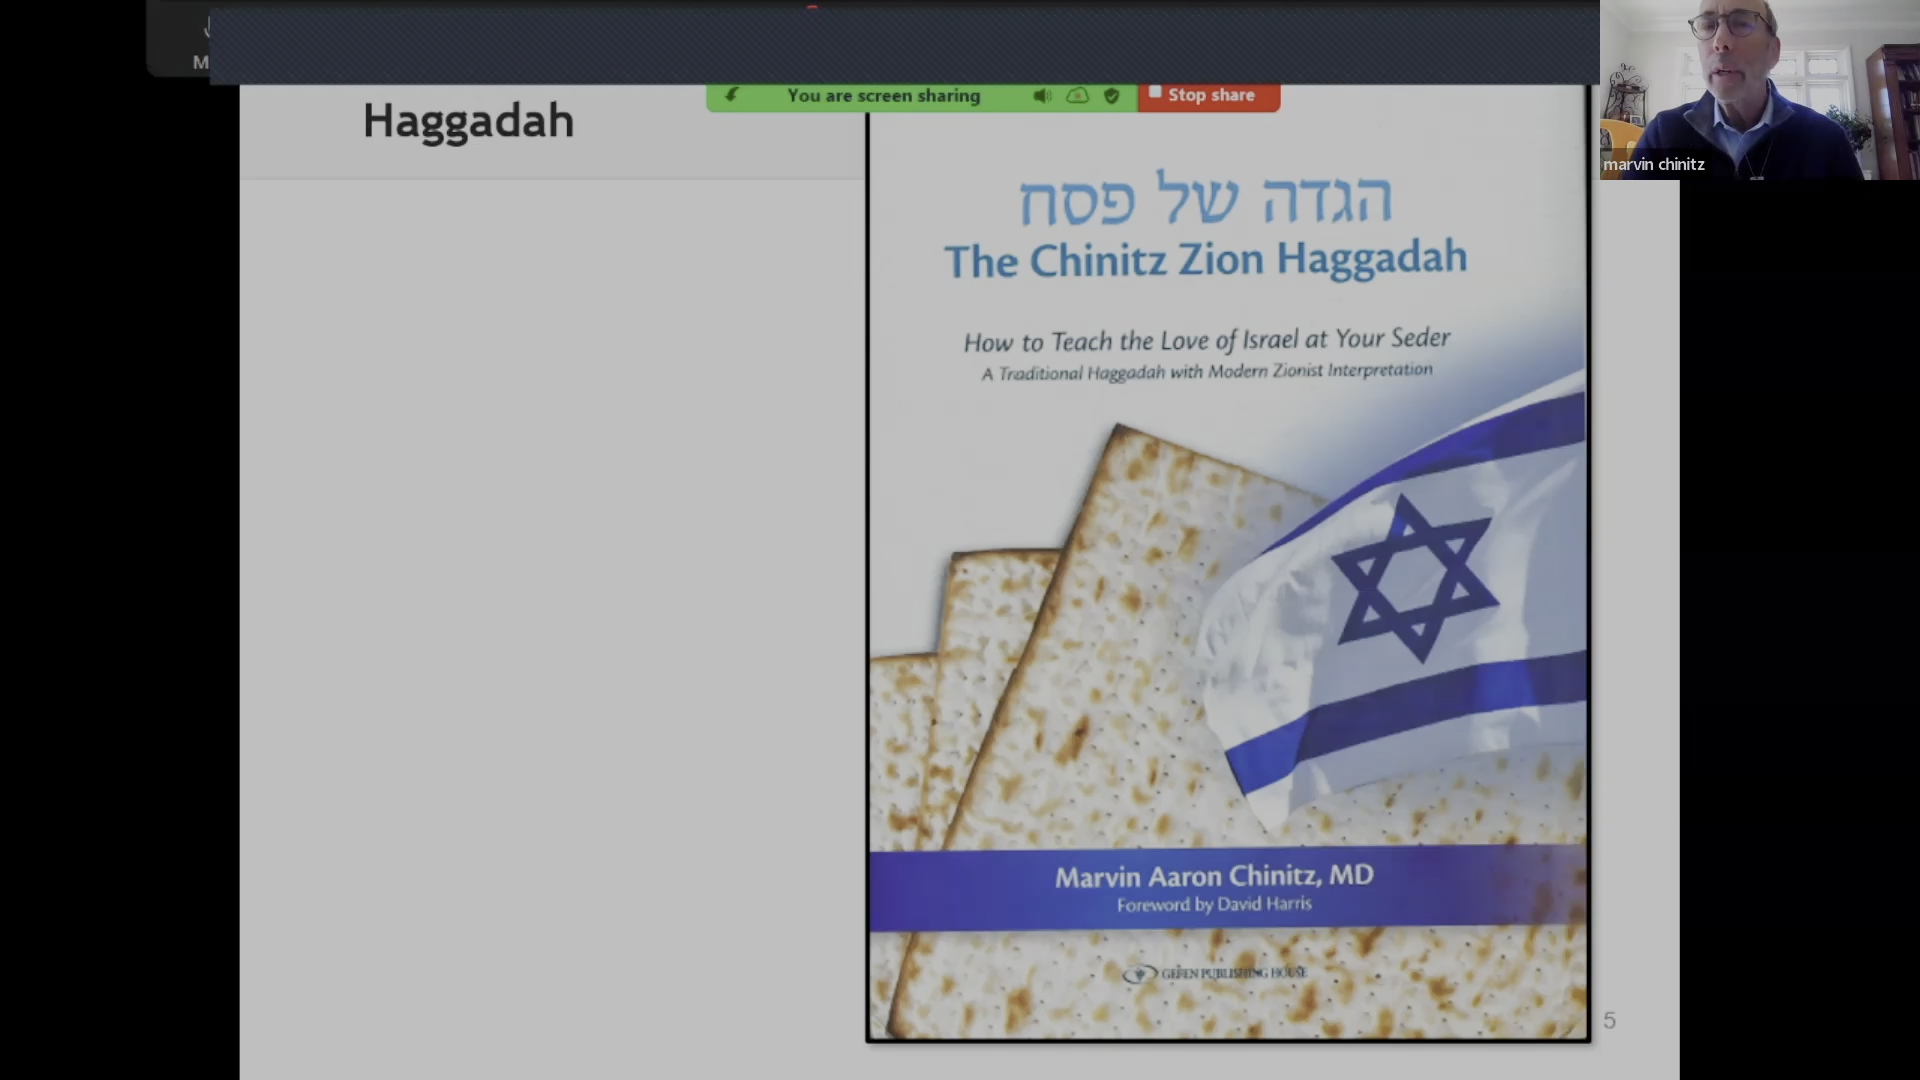 M
You are screen sharing
Stop share
marvin chinitz
Haggadah
הגדה של פסח
The Chinitz Zion Haggadah
How to Teach the Love of Israel at Your Seder
A Traditional Haggadah with Modern Zionist Interpretation
Marvin Aaron Chinitz, MD
Foreword by David Harris
GEFEN PUBLISHING HOUSE
5